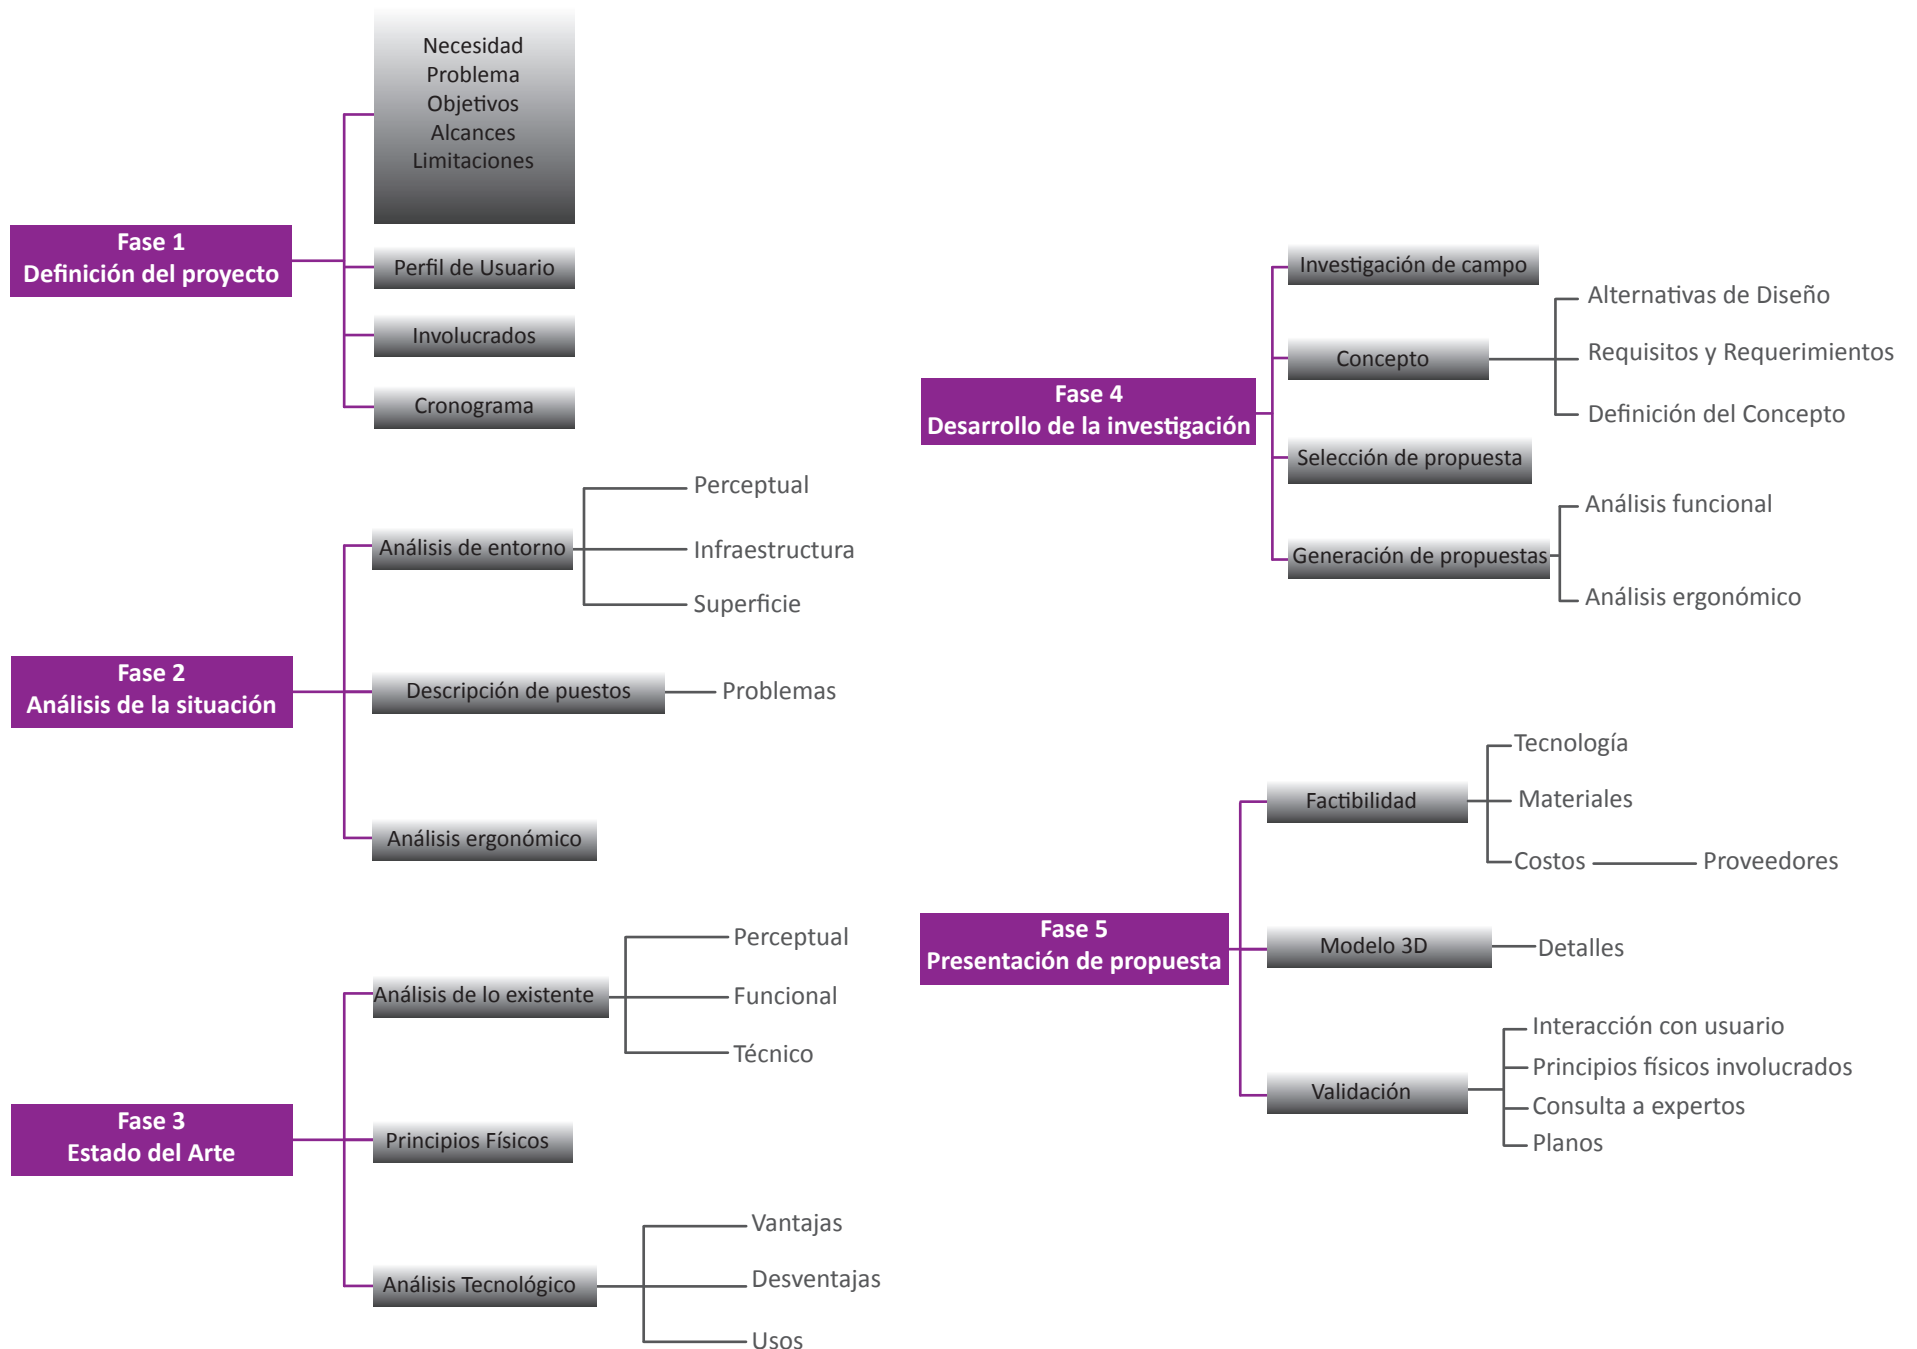 Necesidad
Problema
Objetivos
Alcances
Limitaciones
Fase 1
Definición del proyecto
Perfil de Usuario
Involucrados
Cronograma
Fase 2
Análisis de la situación
Análisis de entorno
Perceptual
Infraestructura
Superficie
Descripción de puestos
Problemas
Análisis ergonómico
Fase 3
Estado del Arte
Análisis de lo existente
Perceptual
Funcional
Técnico
Principios Físicos
Análisis Tecnológico
Vantajas
Desventajas
Usos
Fase 4
Desarrollo de la investigación
Investigación de campo
Concepto
Alternativas de Diseño
Requisitos y Requerimientos
Definición del Concepto
Selección de propuesta
Generación de propuestas
Análisis funcional
Análisis ergonómico
Fase 5
Presentación de propuesta
Factibilidad
Tecnología
Materiales
Costos
Proveedores
Modelo 3D
Detalles
Validación
Interacción con usuario
Principios físicos involucrados
Consulta a expertos
Planos